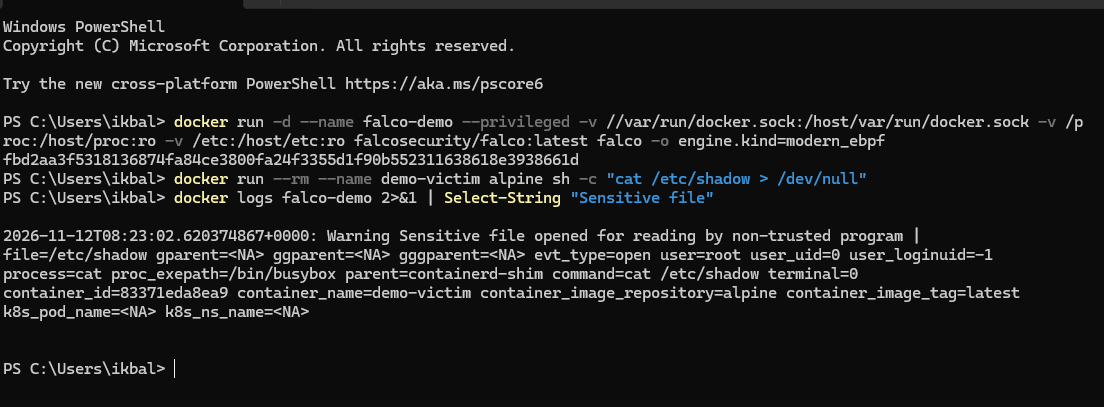 Windows PowerShell
Copyright (C) Microsoft Corporation. All rights reserved.
Try the new cross-platform PowerShell https://aka.ms/pscore6
PS C:\Users\ikbal> docker run -d --name falco-demo --privileged -v //var/run/docker.sock:/host/var/run/docker.sock -v /p
roc:/host/proc:ro -v /etc:/host/etc:ro falcosecurity/falco:latest falco -o engine.kind=modern_ebpf
fbd2aa3f5318136874fa84ce3800fa24f3355d1f90b552311638618e3938661d
PS C:\Users\ikbal> docker run --rm --name demo-victim alpine sh -c "cat /etc/shadow > /dev/null"
PS C:\Users\ikbal> docker logs falco-demo 2>&1 | Select-String "Sensitive file"
2026-11-12T08:23:02.620374867+0000: Warning Sensitive file opened for reading by non-trusted program |
file=/etc/shadow gparent=<NA> ggparent=<NA> gggparent=<NA> evt_type=open user=root user_uid=0 user_loginuid=-1
process=cat proc_exepath=/bin/busybox parent=containerd-shim command=cat /etc/shadow terminal=0
container_id=83371eda8ea9 container_name=demo-victim container_image_repository=alpine container_image_tag=latest
k8s_pod_name=<NA> k8s_ns_name=<NA>
PS C:\Users\ikbal>